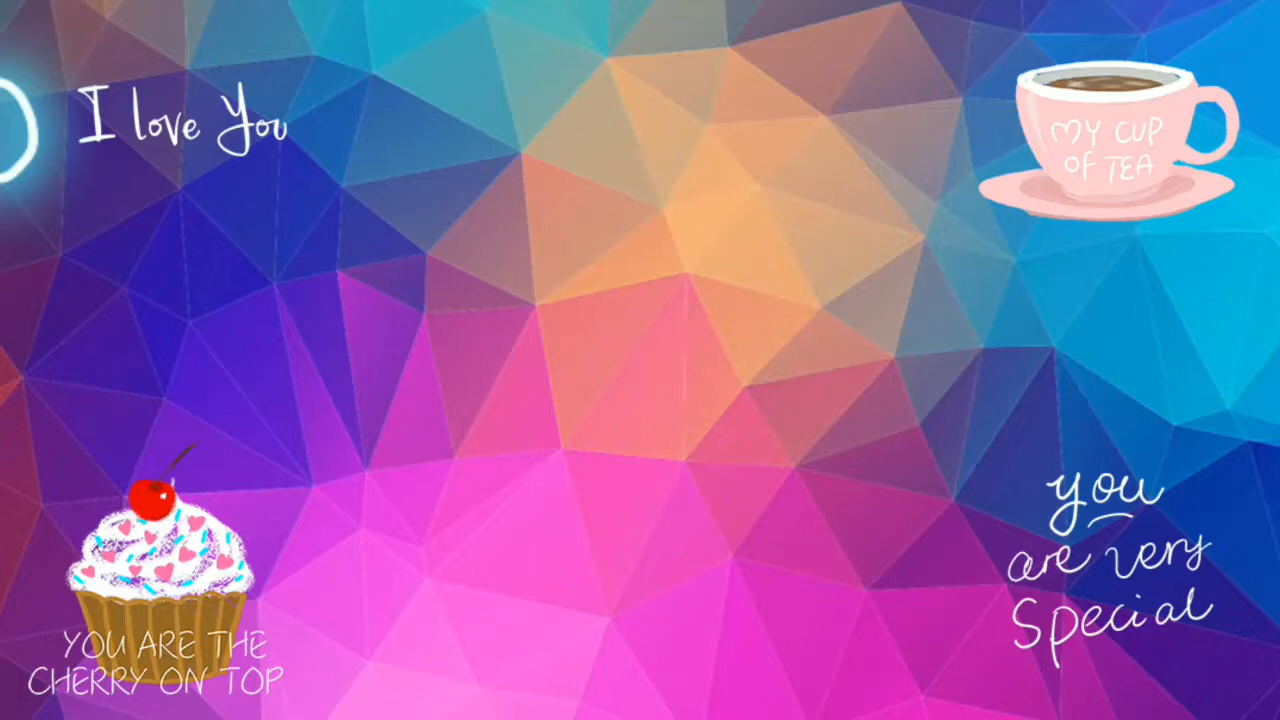 I love You
MY CUP
OF TEA
you
are very
Special
YOU ARE THE
CHERRY ON TOP